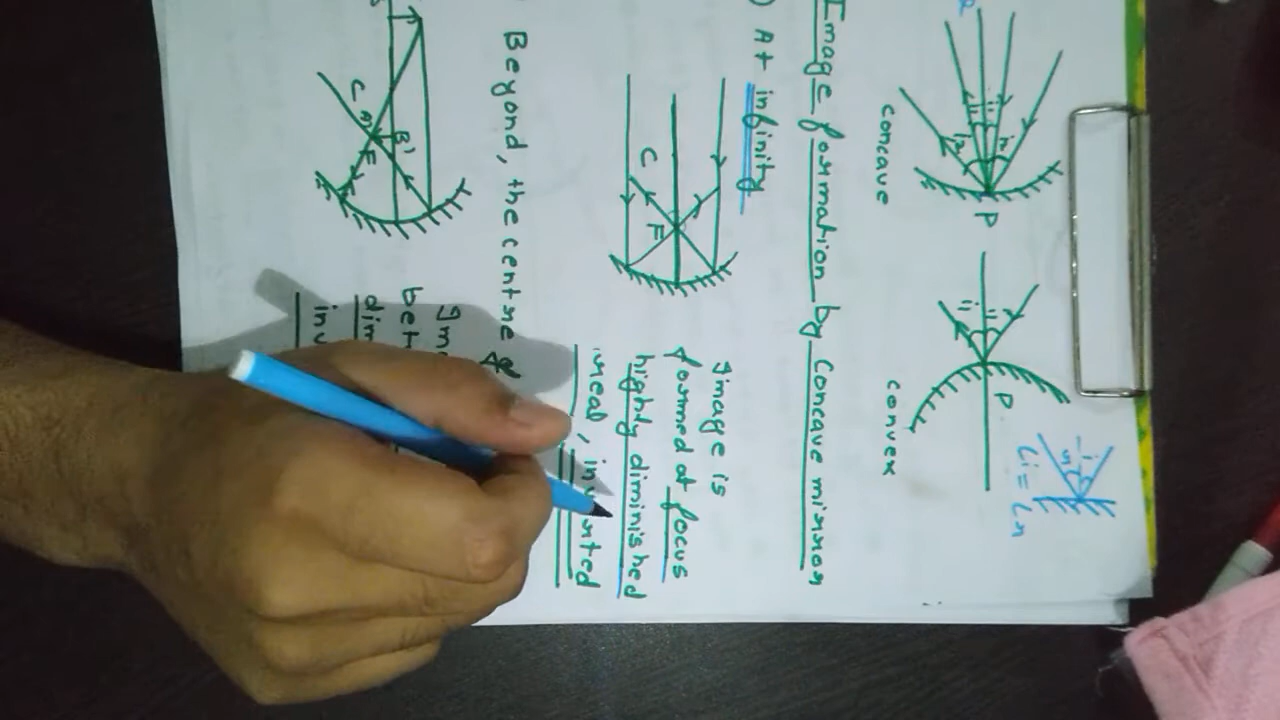 P
concave
P
convex
i
r
∠i = ∠r
Image formation by Concave mirror
At infinity
C
F
Image is
formed at focus
highly diminished
real,
Beyond, the centre of
C
A'
B'
F